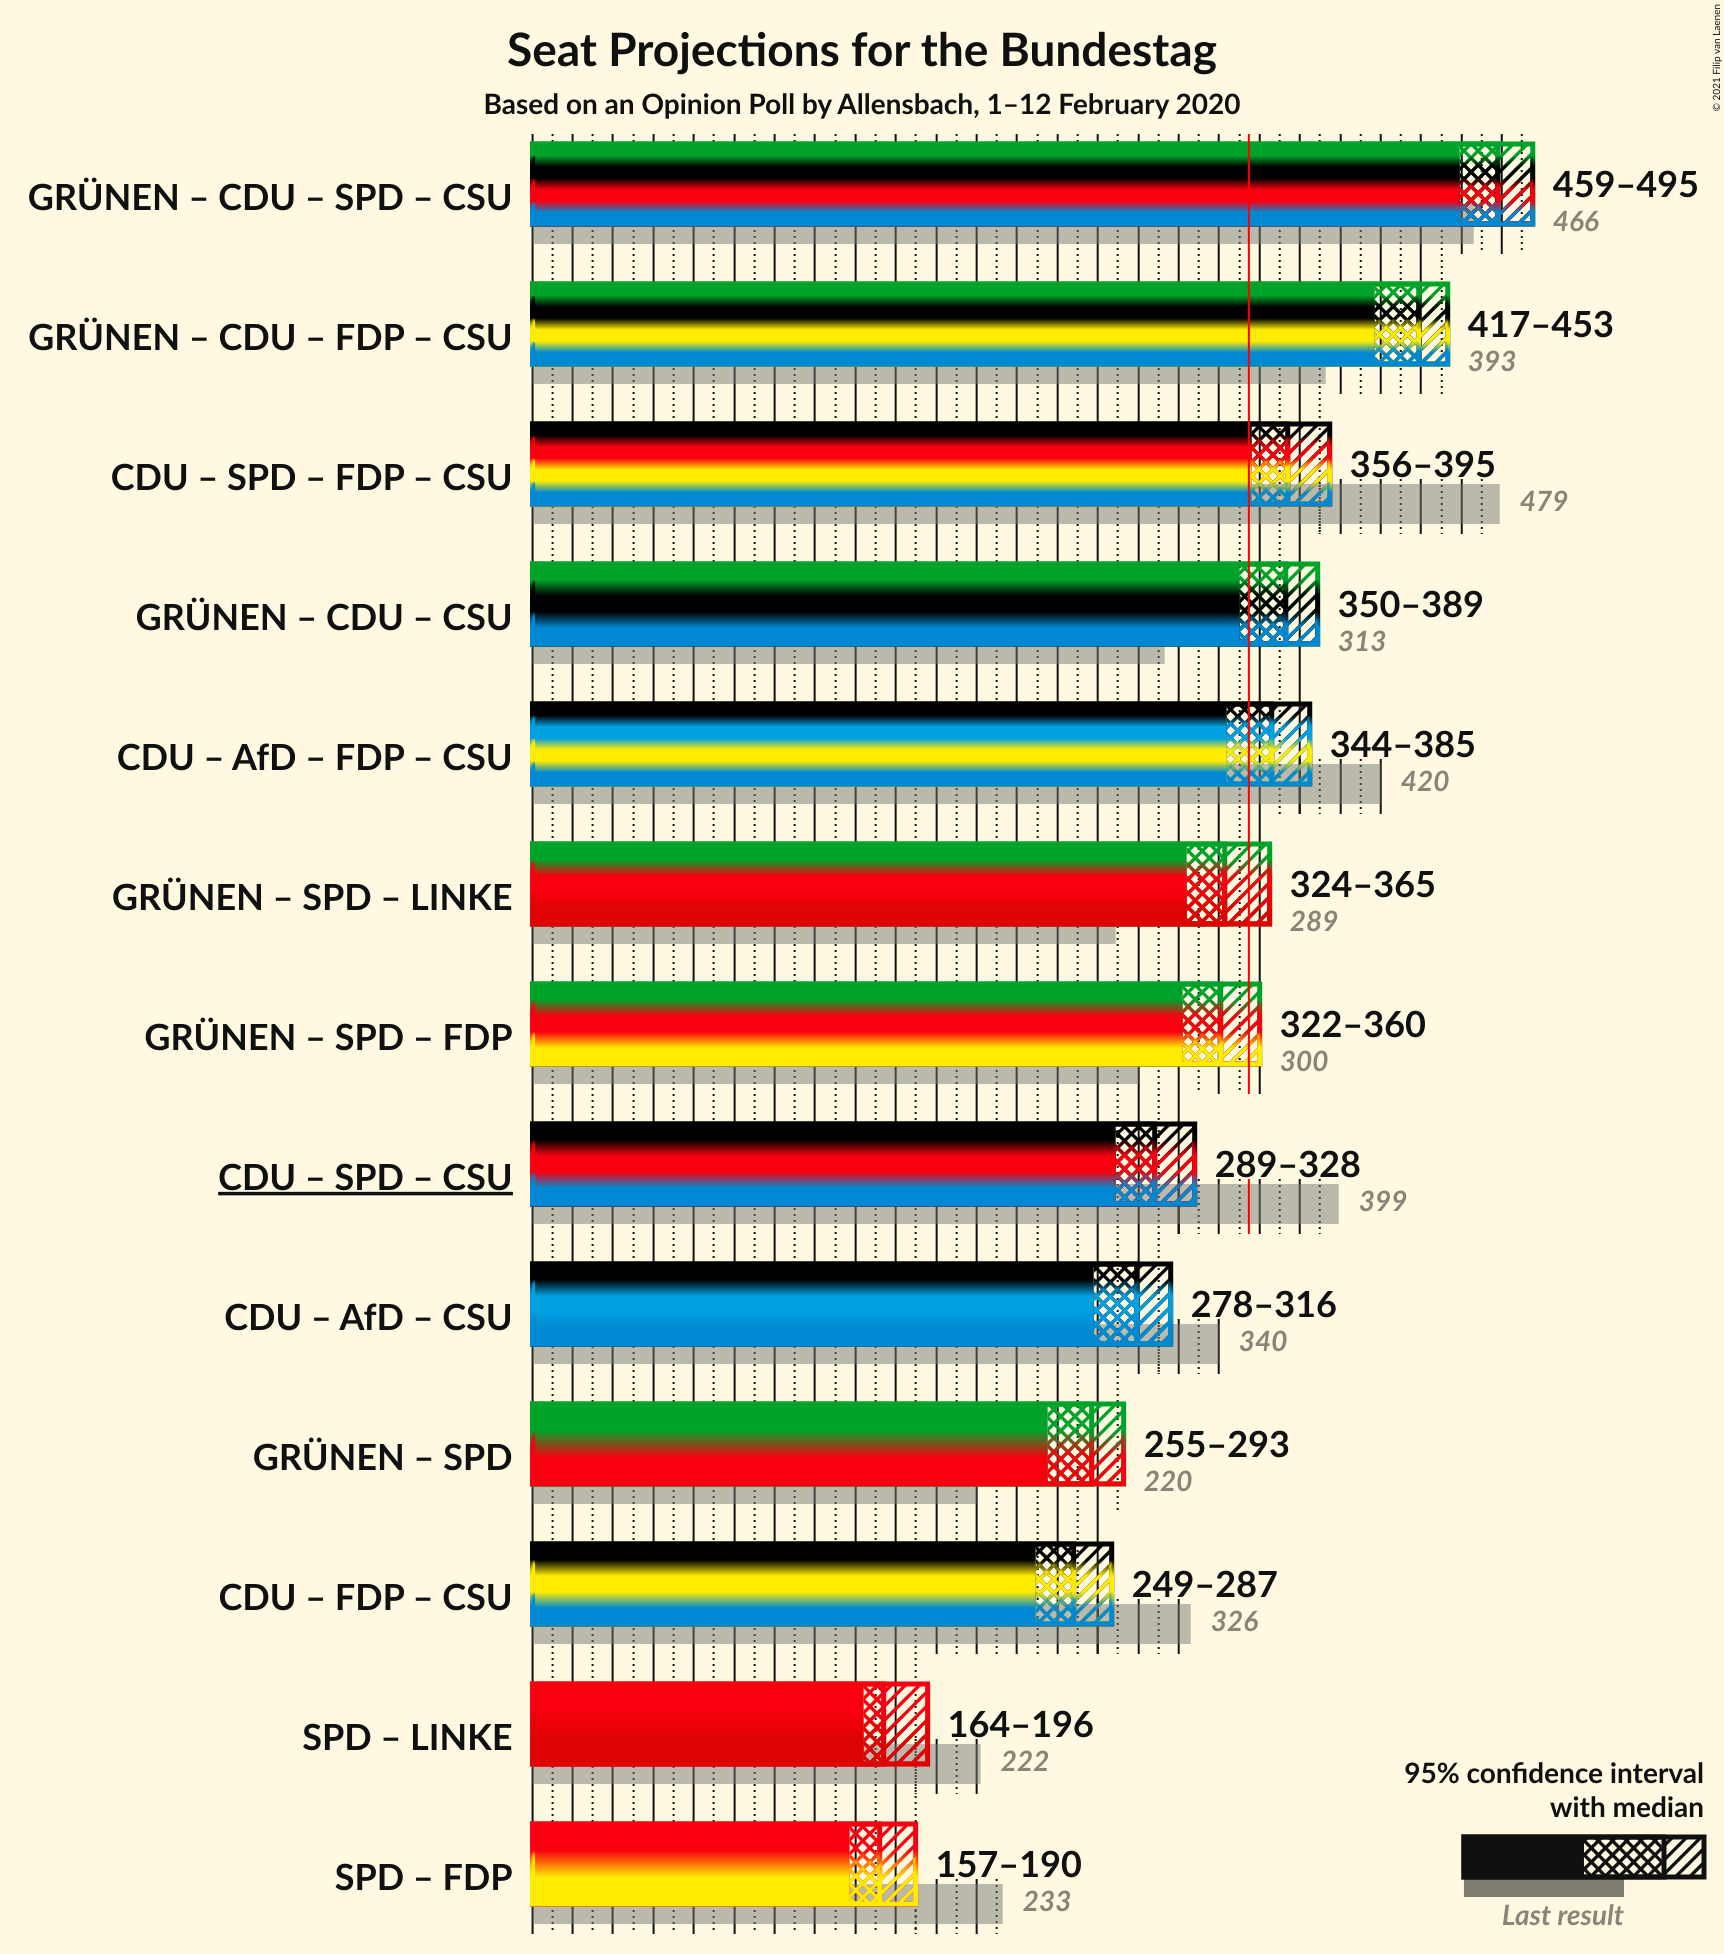 Seat Projections for the Bundestag
Based on an Opinion Poll by Allensbach, 1–12 February 2020
© 2021 Filip van Laenen
GRÜNEN – CDU – SPD – CSU
459–495
466
GRÜNEN – CDU – FDP – CSU
417–453
393
CDU – SPD – FDP – CSU
356–395
479
GRÜNEN – CDU – CSU
350–389
313
CDU – AfD – FDP – CSU
344–385
420
GRÜNEN – SPD – LINKE
324–365
289
GRÜNEN – SPD – FDP
322–360
300
CDU – SPD – CSU
289–328
399
CDU – AfD – CSU
278–316
340
GRÜNEN – SPD
255–293
220
CDU – FDP – CSU
249–287
326
SPD – LINKE
164–196
222
SPD – FDP
157–190
233
95% confidence interval
with median
Last result